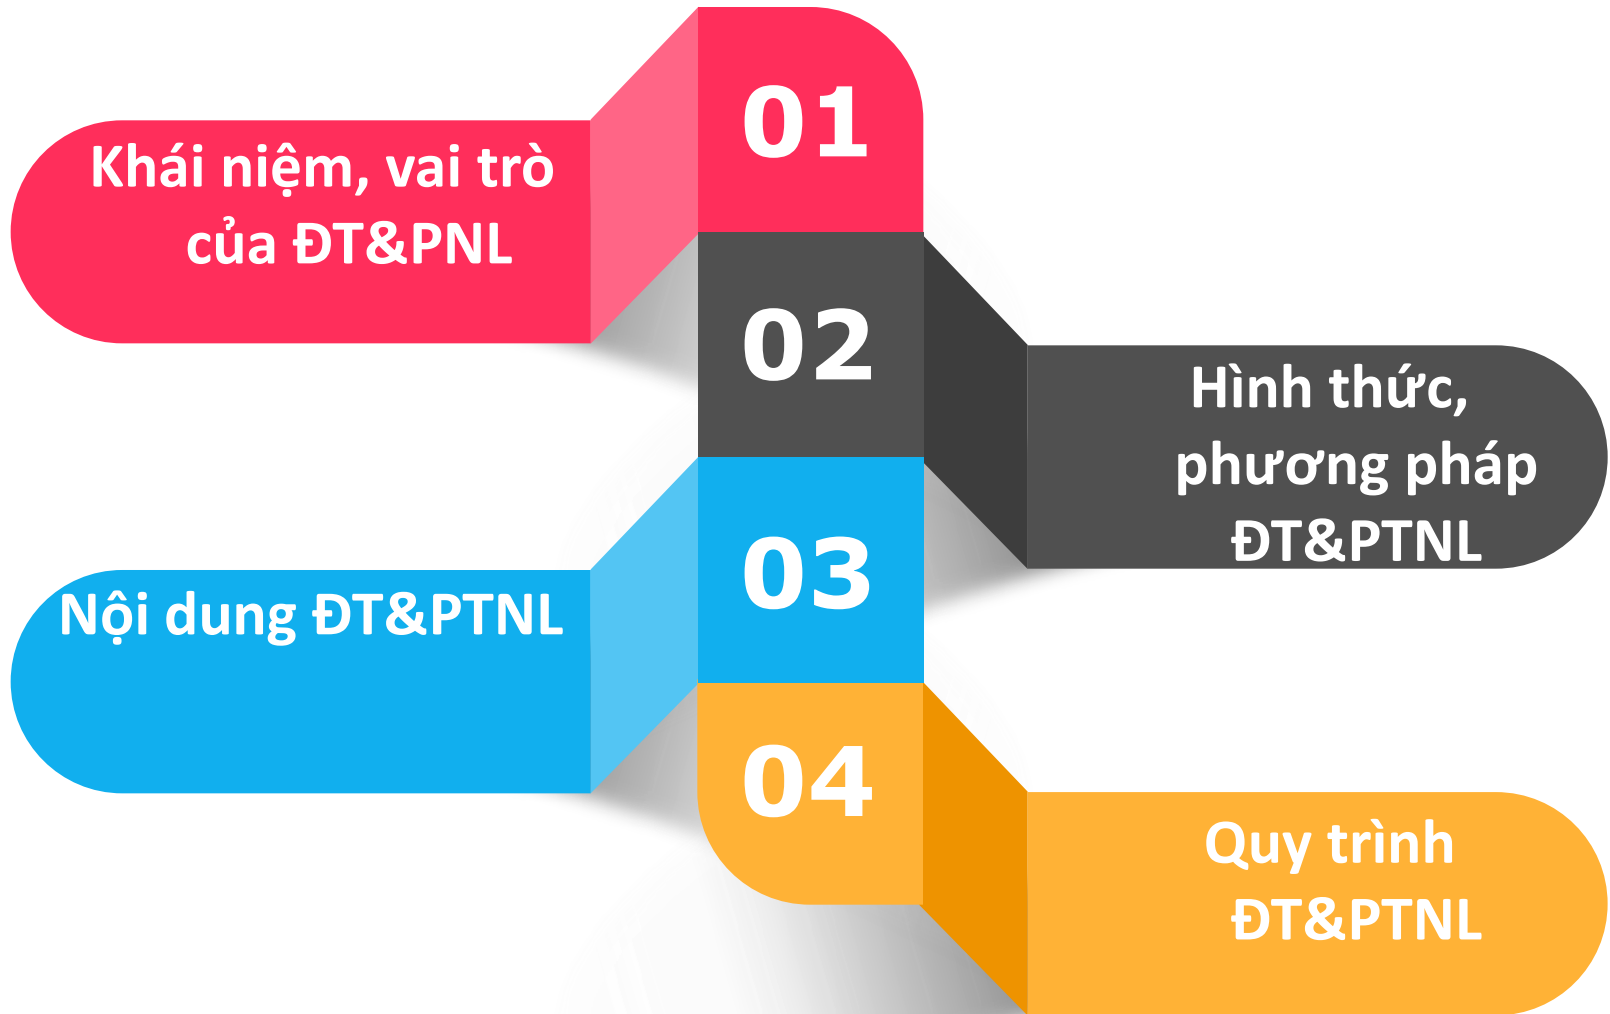 01
Khái niệm, vai trò
của ĐT&PNL
02
Hình thức,
phương pháp
ĐT&PTNL
03
Nội dung ĐT&PTNL
04
Quy trình
ĐT&PTNL